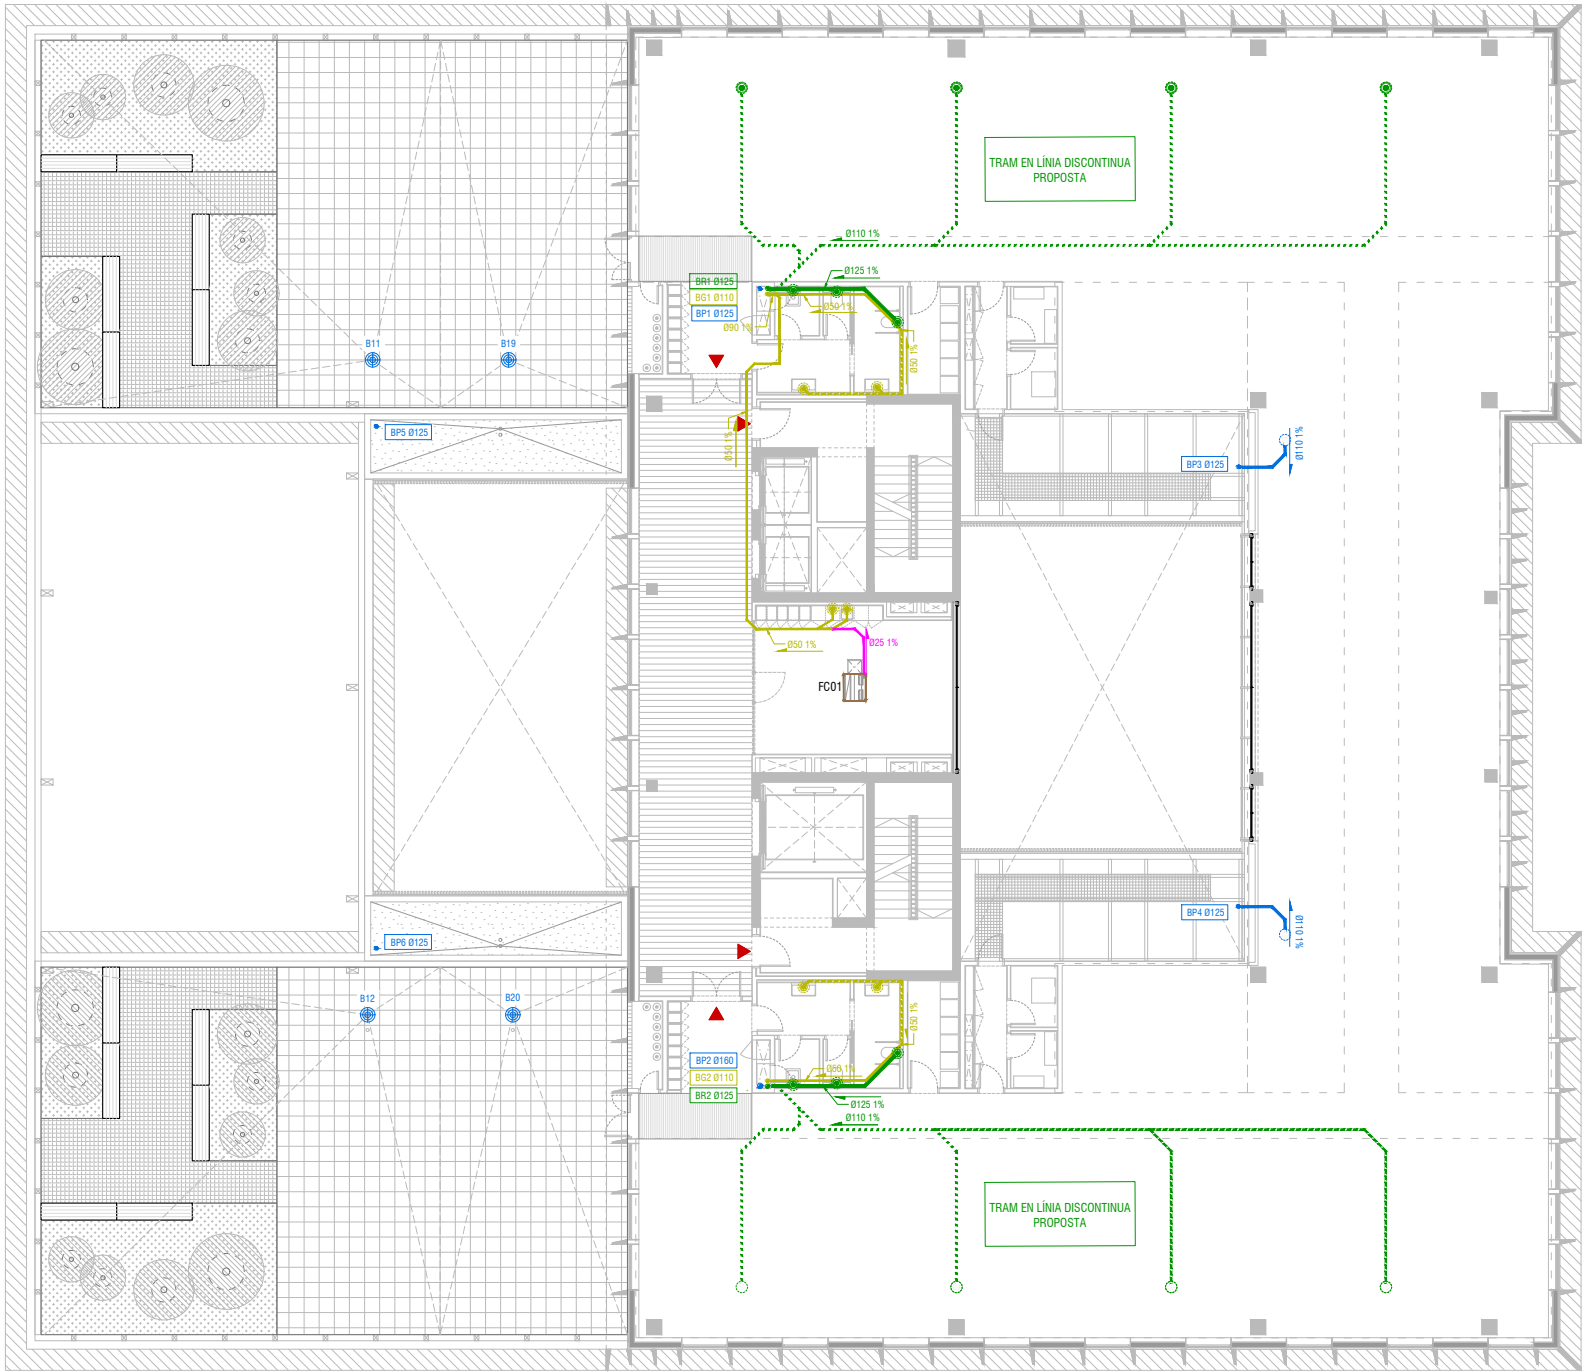 TRAM EN LÍNIA DISCONTINUA
PROPOSTA
Ø110 1%
Ø125 1%
BR1 Ø125
BG1 Ø110
BP1 Ø125
Ø50 1%
Ø90 1%
Ø50 1%
B11
B19
BP5 Ø125
Ø50 1%
BP3 Ø125
Ø110 1%
Ø50 1%
Ø25 1%
FC01
BP4 Ø125
Ø110 1%
BP6 Ø125
B12
B20
Ø50 1%
BP2 Ø160
BG2 Ø110
BR2 Ø125
Ø50 1%
Ø125 1%
Ø110 1%
TRAM EN LÍNIA DISCONTINUA
PROPOSTA